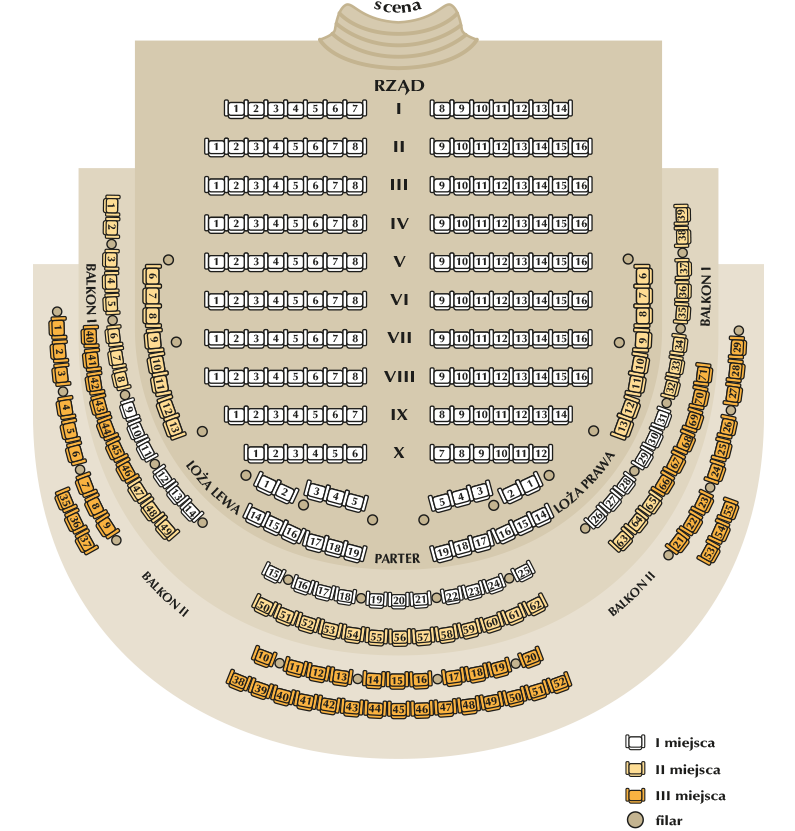 scena
RZĄD
1 2 3 4 5 6 7 I 8 9 10 11 12 13 14
1 2 3 4 5 6 7 8 II 9 10 11 12 13 14 15 16
1 2 3 4 5 6 7 8 III 9 10 11 12 13 14 15 16
1 2 3 4 5 6 7 8 IV 9 10 11 12 13 14 15 16
1 2 3 4 5 6 7 8 V 9 10 11 12 13 14 15 16
1 2 3 4 5 6 7 8 VI 9 10 11 12 13 14 15 16
1 2 3 4 5 6 7 8 VII 9 10 11 12 13 14 15 16
1 2 3 4 5 6 7 8 VIII 9 10 11 12 13 14 15 16
1 2 3 4 5 6 7 IX 8 9 10 11 12 13 14
1 2 3 4 5 6 X 7 8 9 10 11 12
LOŻA LEWA
1 2 3 4 5
6 7 8 9 10 11 12 13
14 15 16 17 18 19
PARTER
LOŻA PRAWA
5 4 3 2 1
6 7 8 9 10 11 12 13
19 18 17 16 15 14
BALKON I
1 2 3 4 5 6 7 8 9 10 11 12 13 14
15 16 17 18 19 20 21 22 23 24 25
26 27 28 29 30 31 32 33 34 35 36 37 38 39
40 41 42 43 44 45 46 47 48 49
50 51 52 53 54 55 56 57 58 59 60 61 62
63 64 65 66 67 68 69 70 71
BALKON I
BALKON II
1 2 3 4 5 6 7 8 9
10 11 12 13 14 15 16 17 18 19 20
21 22 23 24 25 26 27 28 29
35 36 37
38 39 40 41 42 43 44 45 46 47 48 49 50 51 52
53 54 55
BALKON II
I miejsca
II miejsca
III miejsca
filar